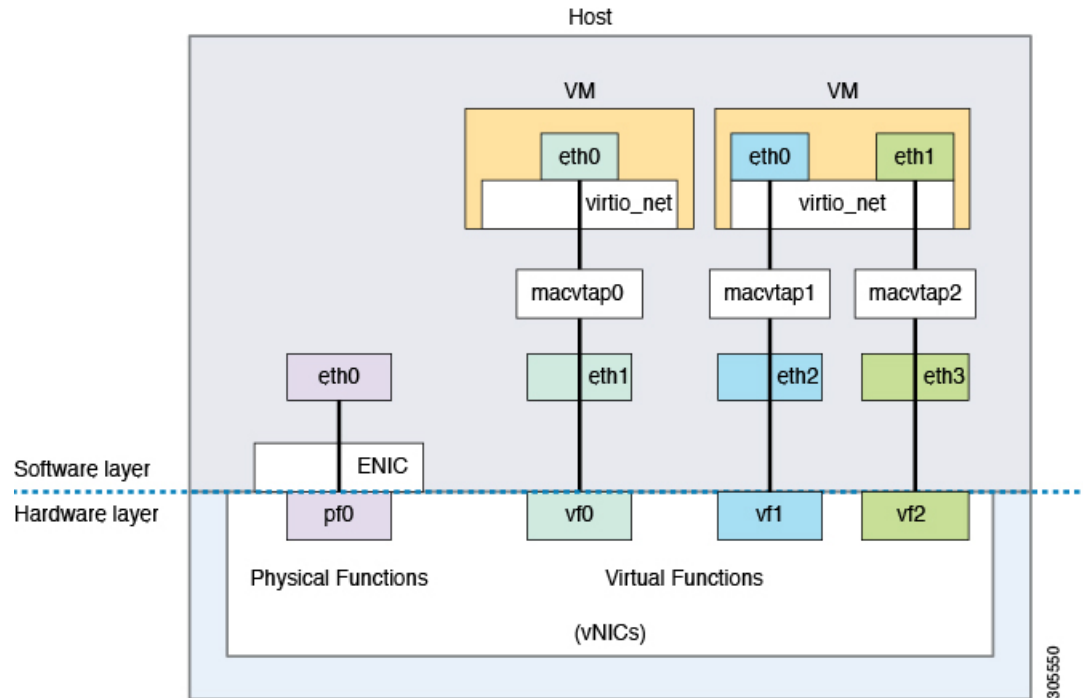 Host
VM
VM
eth0
eth0
eth1
virtio_net
virtio_net
macvtap0
macvtap1
macvtap2
eth0
eth1
eth2
eth3
ENIC
Software layer
Hardware layer
pf0
vf0
vf1
vf2
Physical Functions
Virtual Functions
(vNICs)
305550